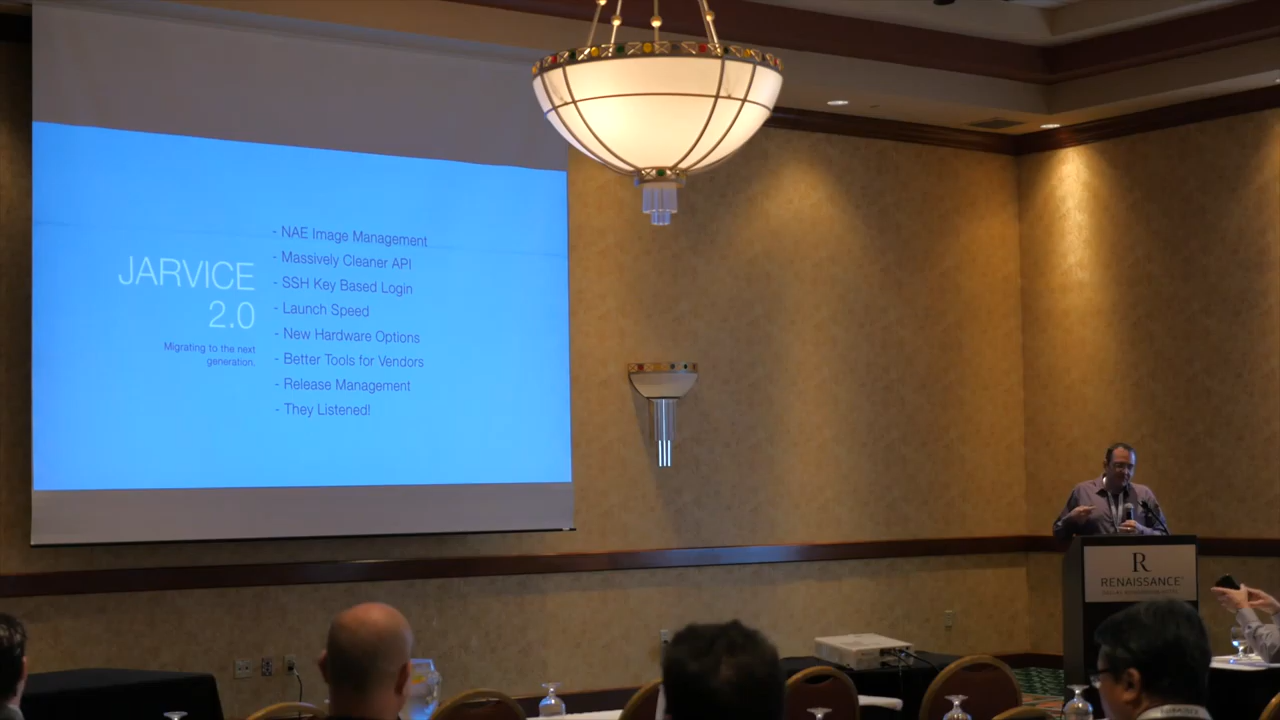 JARVICE
2.0
Migrating to the next
generation.
- NAE Image Management
- Massively Cleaner API
- SSH Key Based Login
- Launch Speed
- New Hardware Options
- Better Tools for Vendors
- Release Management
- They Listened!
R
RENAISSANCE